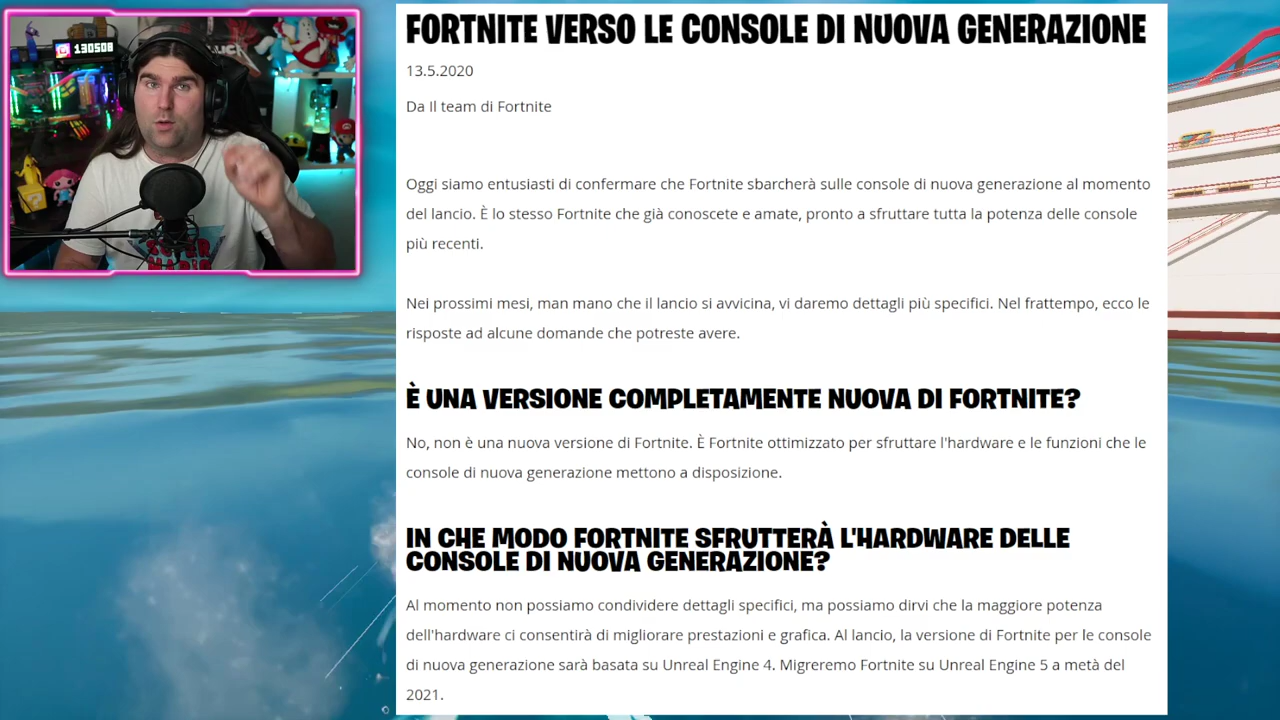 130508
SUPER
MARIO
FORTNITE VERSO LE CONSOLE DI NUOVA GENERAZIONE
13.5.2020
Da Il team di Fortnite
Oggi siamo entusiasti di confermare che Fortnite sbarcherà sulle console di nuova generazione al momento
del lancio. È lo stesso Fortnite che già conoscete e amate, pronto a sfruttare tutta la potenza delle console
più recenti.
Nei prossimi mesi, man mano che il lancio si avvicina, vi daremo dettagli più specifici. Nel frattempo, ecco le
risposte ad alcune domande che potreste avere.
È UNA VERSIONE COMPLETAMENTE NUOVA DI FORTNITE?
No, non è una nuova versione di Fortnite. È Fortnite ottimizzato per sfruttare l'hardware e le funzioni che le
console di nuova generazione mettono a disposizione.
IN CHE MODO FORTNITE SFRUTTERÀ L'HARDWARE DELLE
CONSOLE DI NUOVA GENERAZIONE?
Al momento non possiamo condividere dettagli specifici, ma possiamo dirvi che la maggiore potenza
dell'hardware ci consentirà di migliorare prestazioni e grafica. Al lancio, la versione di Fortnite per le console
di nuova generazione sarà basata su Unreal Engine 4. Migreremo Fortnite su Unreal Engine 5 a metà del
2021.